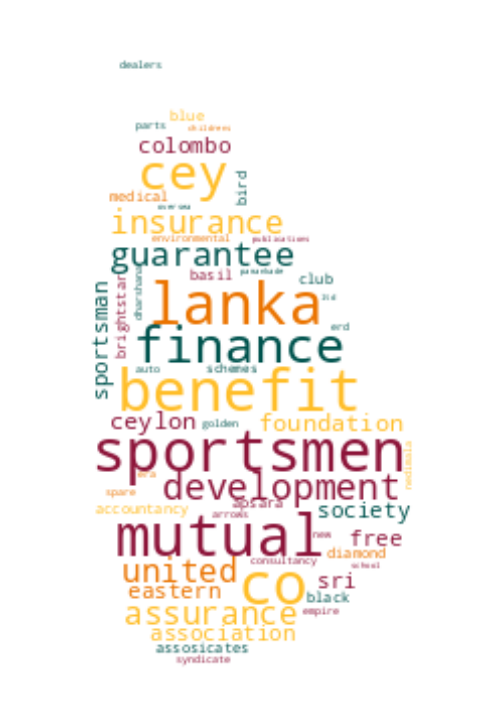 dealers
blue
parts
childrens
colombo
cey
bird
medical
insurance
environmental
publications
guarantee
basil
club
sportsman
brightstar
dharshana
lanka
ltd
finance
erd
auto
schemes
benefit
ceylon
golden
foundation
sportsmen
nedimala
era
development
spare
apsara
accountancy
arrows
society
mutual
new
free
diamond
consultancy
school
united
co
sri
eastern
black
assurance
empire
association
assosicates
syndicate